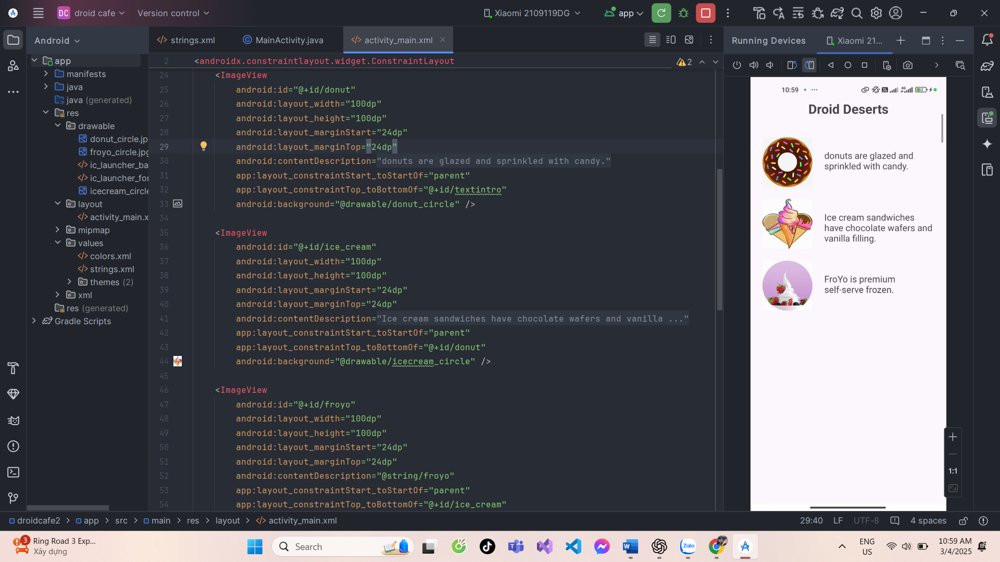 DC droid cafe
Version control
Xiaomi 2109119DG
app
Android
strings.xml
MainActivity.java
activity_main.xml
Running Devices
Xiaomi 21...
app
manifests
java
java (generated)
res
drawable
donut_circle.jp
froyo_circle.jpg
ic_launcher_ba
ic_launcher_for
icecream_circle
layout
activity_main.x
mipmap
values
colors.xml
strings.xml
themes (2)
xml
res (generated)
Gradle Scripts
2 <androidx.constraintlayout.widget.ConstraintLayout
2
24 <ImageView
25 android:id="@+id/donut"
26 android:layout_width="100dp"
27 android:layout_height="100dp"
28 android:layout_marginStart="24dp"
29 android:layout_marginTop="24dp"
30 android:contentDescription="donuts are glazed and sprinkled with candy."
31 app:layout_constraintStart_toStartOf="parent"
32 app:layout_constraintTop_toBottomOf="@+id/textintro"
33 android:background="@drawable/donut_circle" />
34
35 <ImageView
36 android:id="@+id/ice_cream"
37 android:layout_width="100dp"
38 android:layout_height="100dp"
39 android:layout_marginStart="24dp"
40 android:layout_marginTop="24dp"
41 android:contentDescription="Ice cream sandwiches have chocolate wafers and vanilla ..."
42 app:layout_constraintStart_toStartOf="parent"
43 app:layout_constraintTop_toBottomOf="@+id/donut"
44 android:background="@drawable/icecream_circle" />
45
46 <ImageView
47 android:id="@+id/froyo"
48 android:layout_width="100dp"
49 android:layout_height="100dp"
50 android:layout_marginStart="24dp"
51 android:layout_marginTop="24dp"
52 android:contentDescription="@string/froyo"
53 app:layout_constraintStart_toStartOf="parent"
54 app:layout_constraintTop_toBottomOf="@+id/ice_cream"
10:59
4G
83
Droid Deserts
donuts are glazed and
sprinkled with candy.
Ice cream sandwiches
have chocolate wafers and
vanilla filling.
FroYo is premium
self-serve frozen.
1:1
droidcafe2 > app > src > main > res > layout > activity_main.xml
29:40 LF UTF-8 4 spaces
3
Ring Road 3 Exp...
Xây dựng
Search
Zalo
ENG
US
10:59 AM
3/4/2025